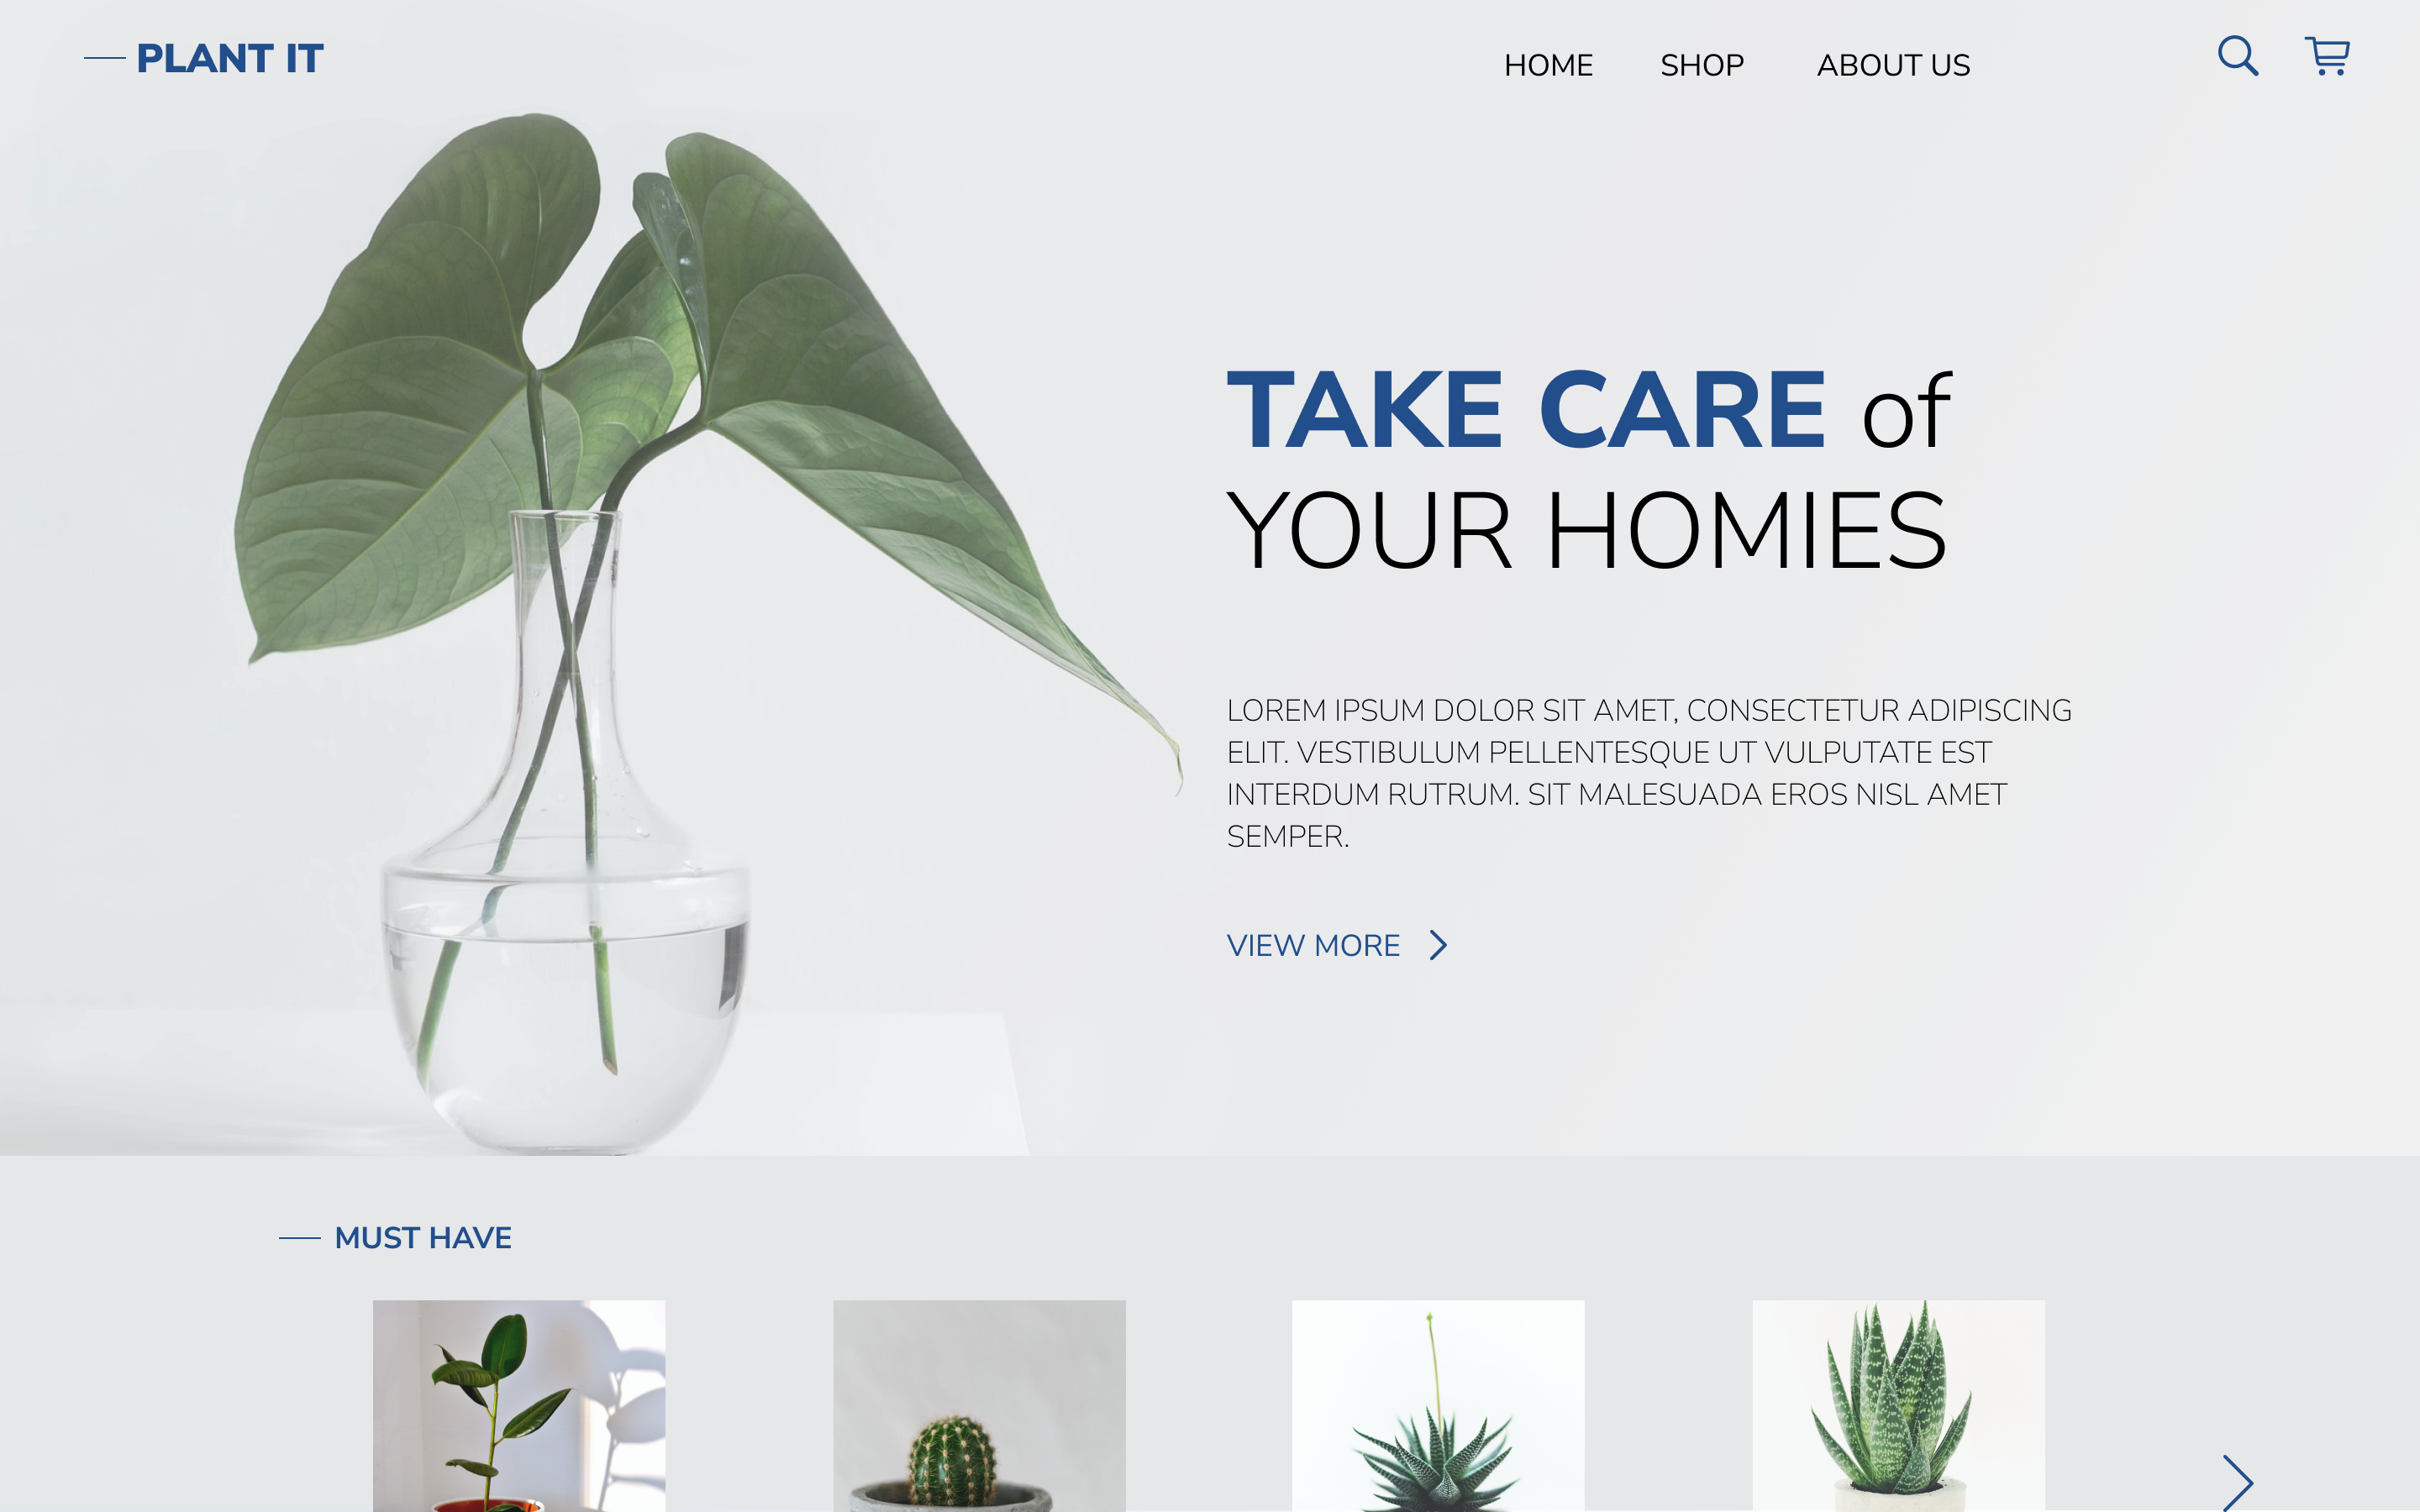 PLANT IT
HOME
SHOP
ABOUT US
TAKE CARE of
YOUR HOMIES
LOREM IPSUM DOLOR SIT AMET, CONSECTETUR ADIPISCING
ELIT. VESTIBULUM PELLENTESQUE UT VULPUTATE EST
INTERDUM RUTRUM. SIT MALESUADA EROS NISL AMET
SEMPER.
VIEW MORE
MUST HAVE